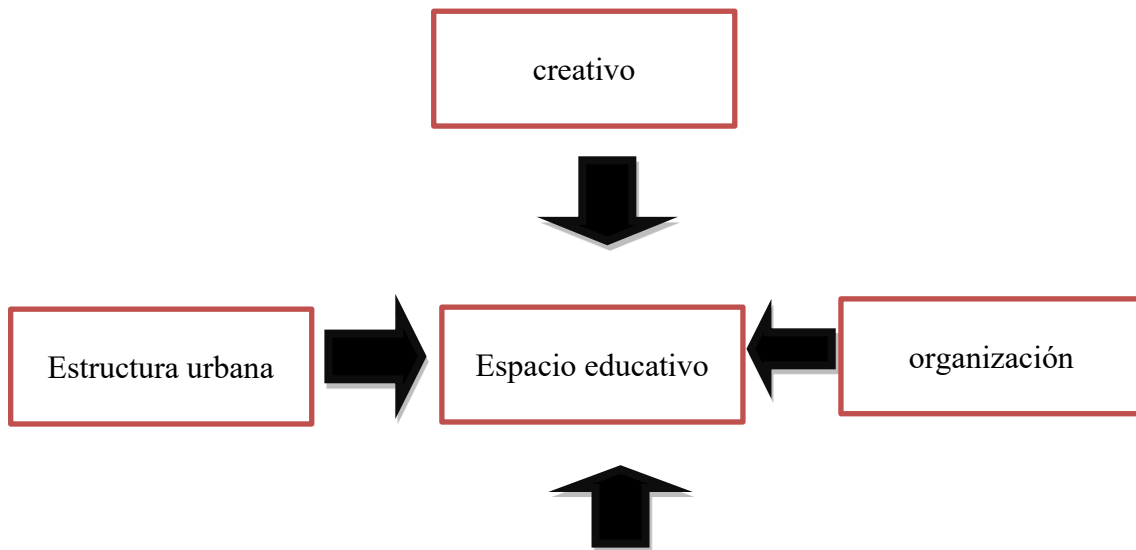 creativo
Estructura urbana
Espacio educativo
organización